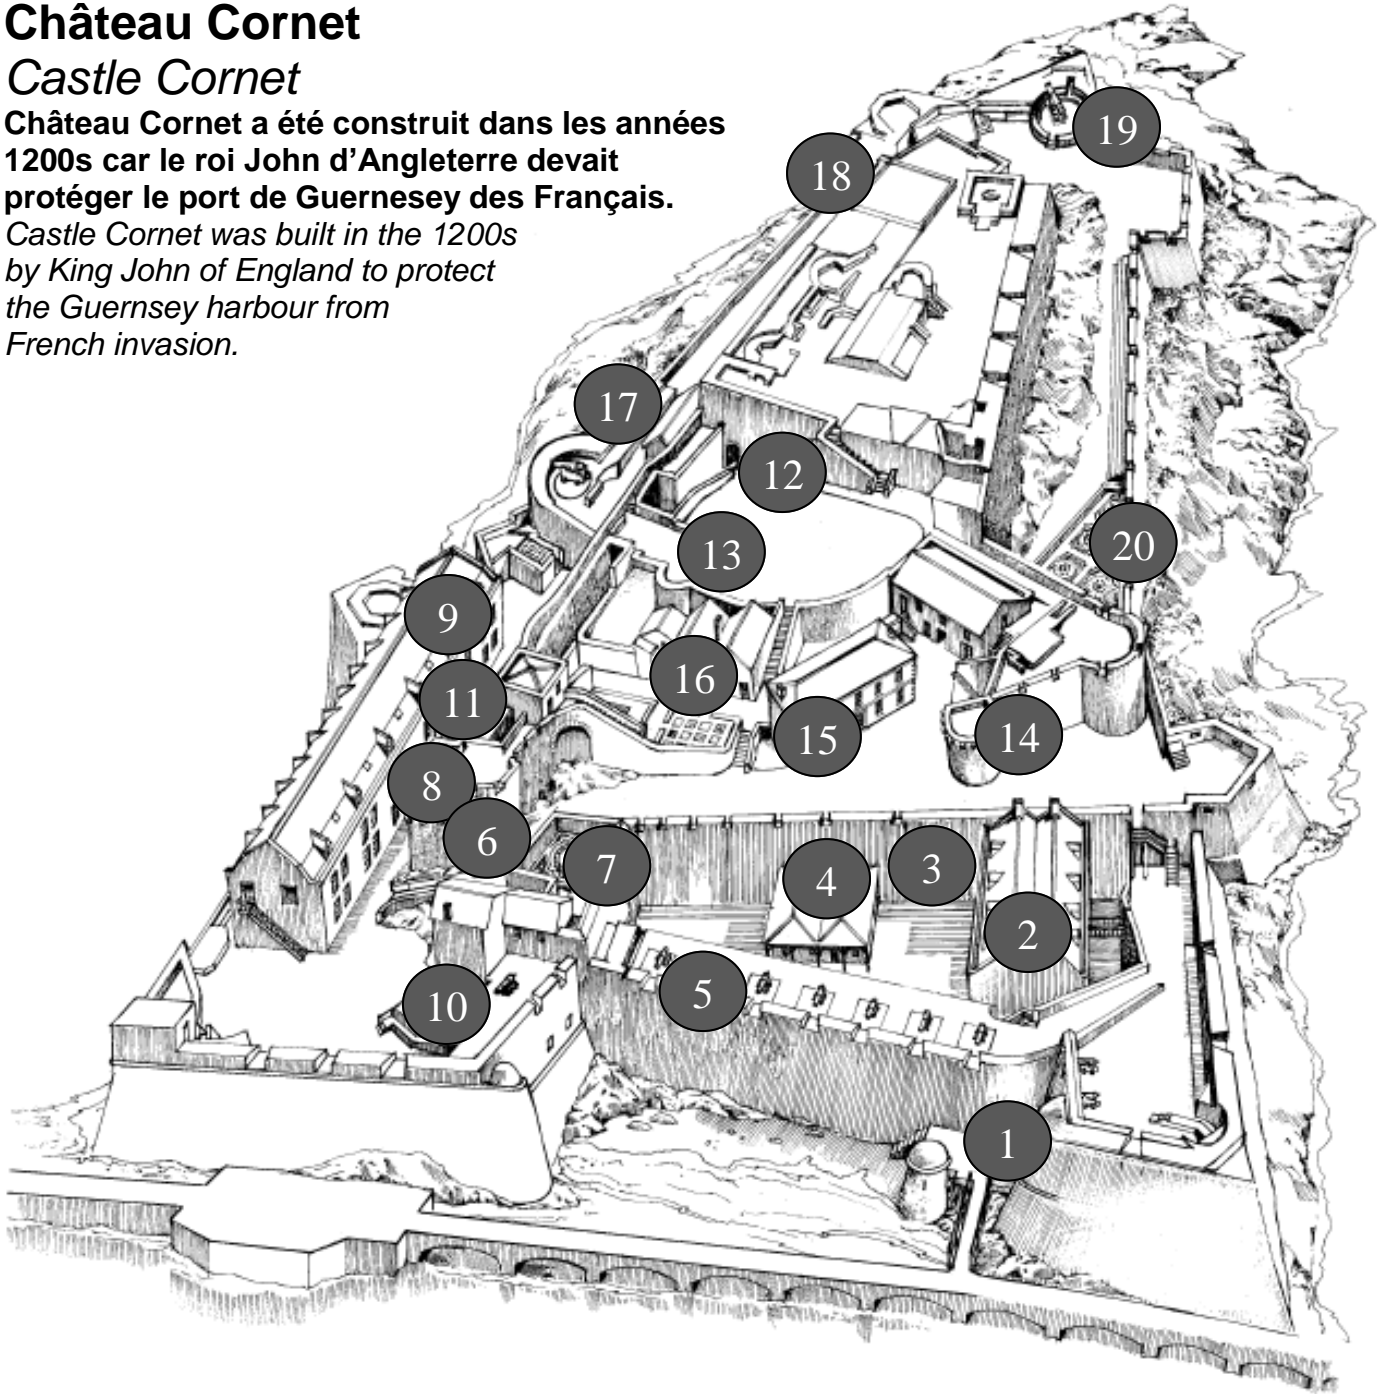 Château Cornet
Castle Cornet
Château Cornet a été construit dans les années
1200s car le roi John d’Angleterre devait
protéger le port de Guernesey des Français.
Castle Cornet was built in the 1200s
by King John of England to protect
the Guernsey harbour from
French invasion.
19
18
17
12
13
20
9
16
11
15
14
8
6
7
4
3
2
5
10
1